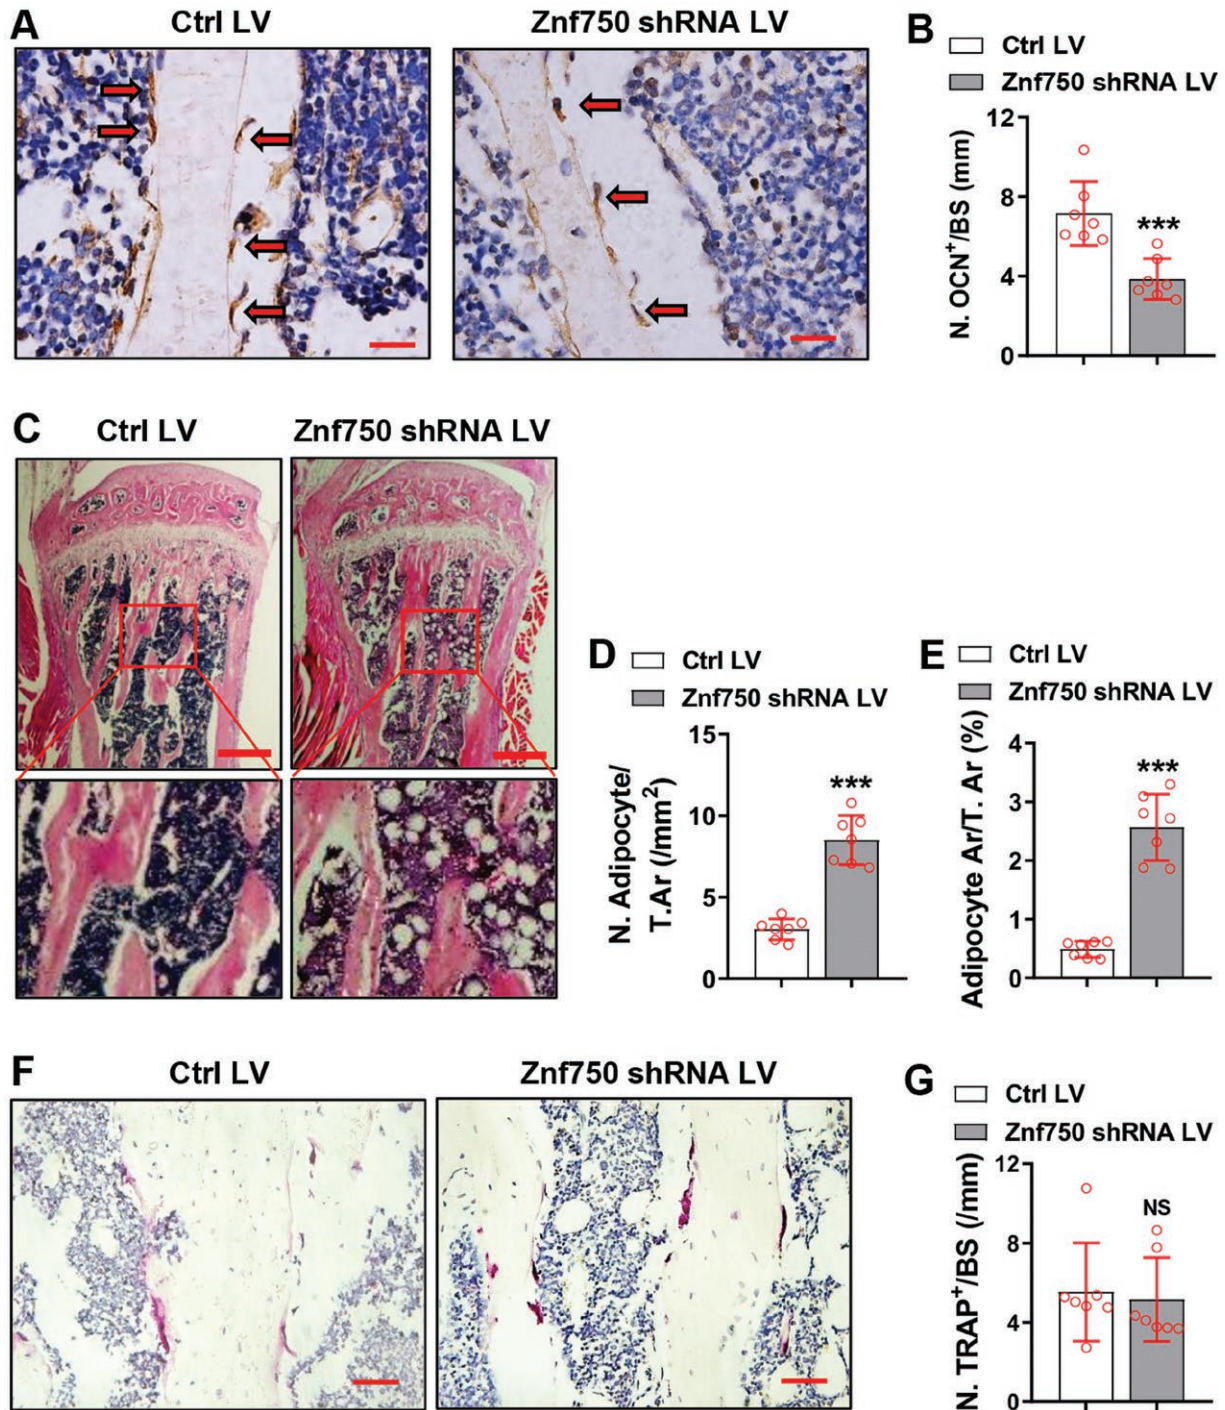 A
Ctrl LV
Znf750 shRNA LV
B
Ctrl LV
Znf750 shRNA LV
N. OCN⁺/BS (mm)
12
8
4
0
***
C
Ctrl LV
Znf750 shRNA LV
D
Ctrl LV
Znf750 shRNA LV
N. Adipocyte/
T.Ar (/mm²)
15
10
5
0
***
E
Ctrl LV
Znf750 shRNA LV
Adipocyte Ar/T. Ar (%)
4
3
2
1
0
***
F
Ctrl LV
Znf750 shRNA LV
G
Ctrl LV
Znf750 shRNA LV
N. TRAP⁺/BS (/mm)
12
8
4
0
NS